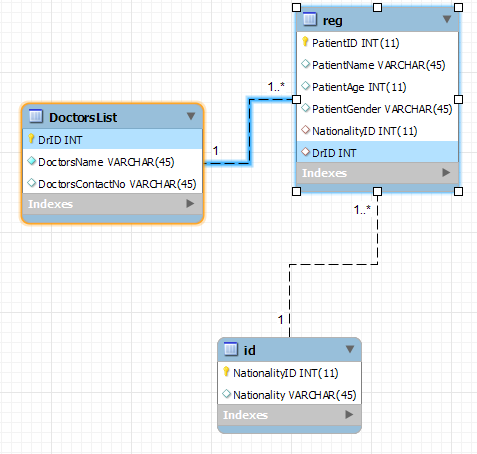 reg
PatientID INT(11)
PatientName VARCHAR(45)
PatientAge INT(11)
PatientGender VARCHAR(45)
NationalityID INT(11)
DrID INT
Indexes
1..*
DoctorsList
DrID INT
DoctorsName VARCHAR(45)
DoctorsContactNo VARCHAR(45)
Indexes
1
1..*
1
id
NationalityID INT(11)
Nationality VARCHAR(45)
Indexes